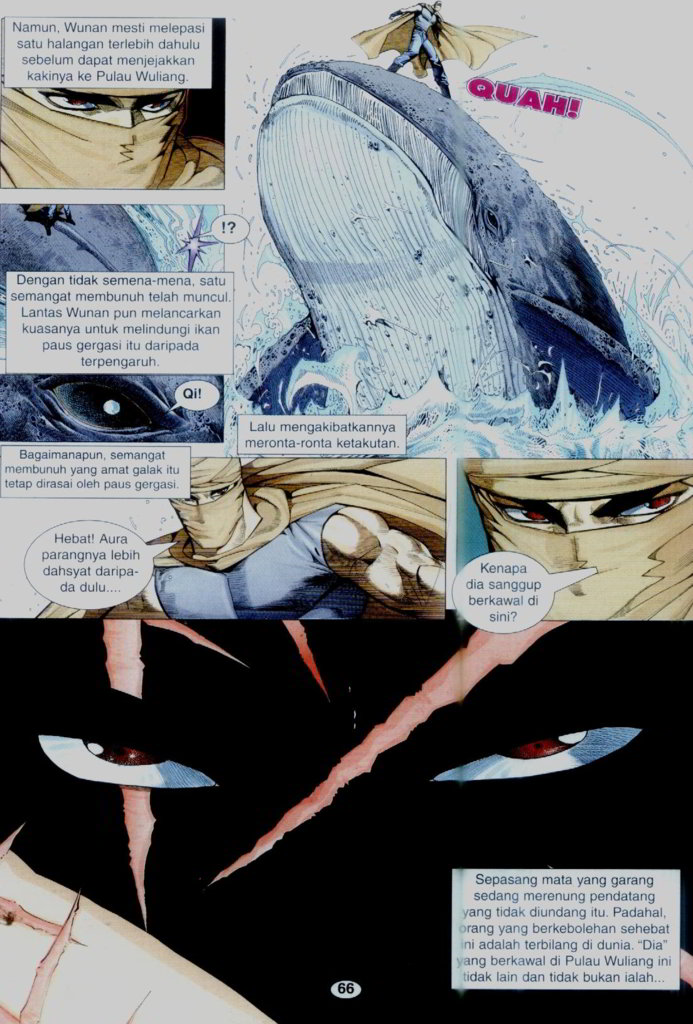 Namun, Wunan mesti melepasi
satu halangan terlebih dahulu
sebelum dapat menjejakkan
kakinya ke Pulau Wuliang.
QUAH!
!?
Dengan tidak semena-mena, satu
semangat membunuh telah muncul.
Lantas Wunan pun melancarkan
kuasanya untuk melindungi ikan
paus gergasi itu daripada
terpengaruh.
Qi!
Lalu mengakibatkannya
meronta-ronta ketakutan.
Bagaimanapun, semangat
membunuh yang amat galak itu
tetap dirasai oleh paus gergasi.
Hebat! Aura
parangnya lebih
dahsyat daripa-
da dulu....
Kenapa
dia sanggup
berkawal di
sini?
Sepasang mata yang garang
sedang merenung pendatang
yang tidak diundang itu. Padahal,
orang yang berkebolehan sehebat
ini adalah terbilang di dunia. “Dia”
yang berkawal di Pulau Wuliang ini
tidak lain dan tidak bukan ialah...
66